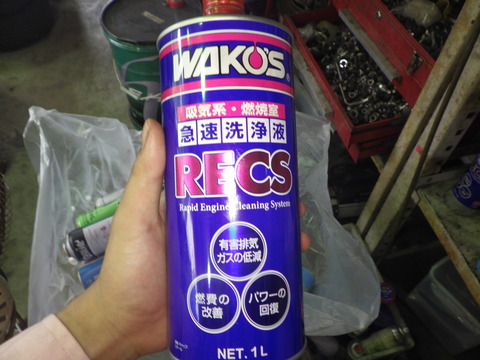 WAKO'S
吸気系・燃焼室
急速洗浄液
RECS
Rapid Engine Cleaning System
有害排気
ガスの低減
燃費の
改善
パワーの
回復
NET. 1L